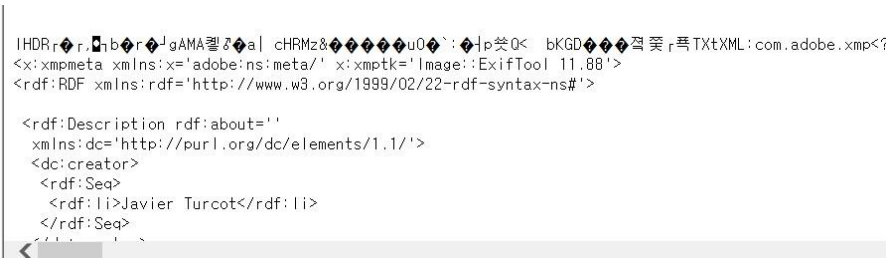 IHDR gAMA cHRMz& bKGD TXtXML:com.adobe.xmp<?
<x:xmpmeta xmlns:x='adobe:ns:meta/' x:xmptk='Image::ExifTool 11.88'>
<rdf:RDF xmlns:rdf='http://www.w3.org/1999/02/22-rdf-syntax-ns#'>
<rdf:Description rdf:about=''
xmlns:dc='http://purl.org/dc/elements/1.1/'>
<dc:creator>
<rdf:Seq>
<rdf:li>Javier Turcot</rdf:li>
</rdf:Seq>